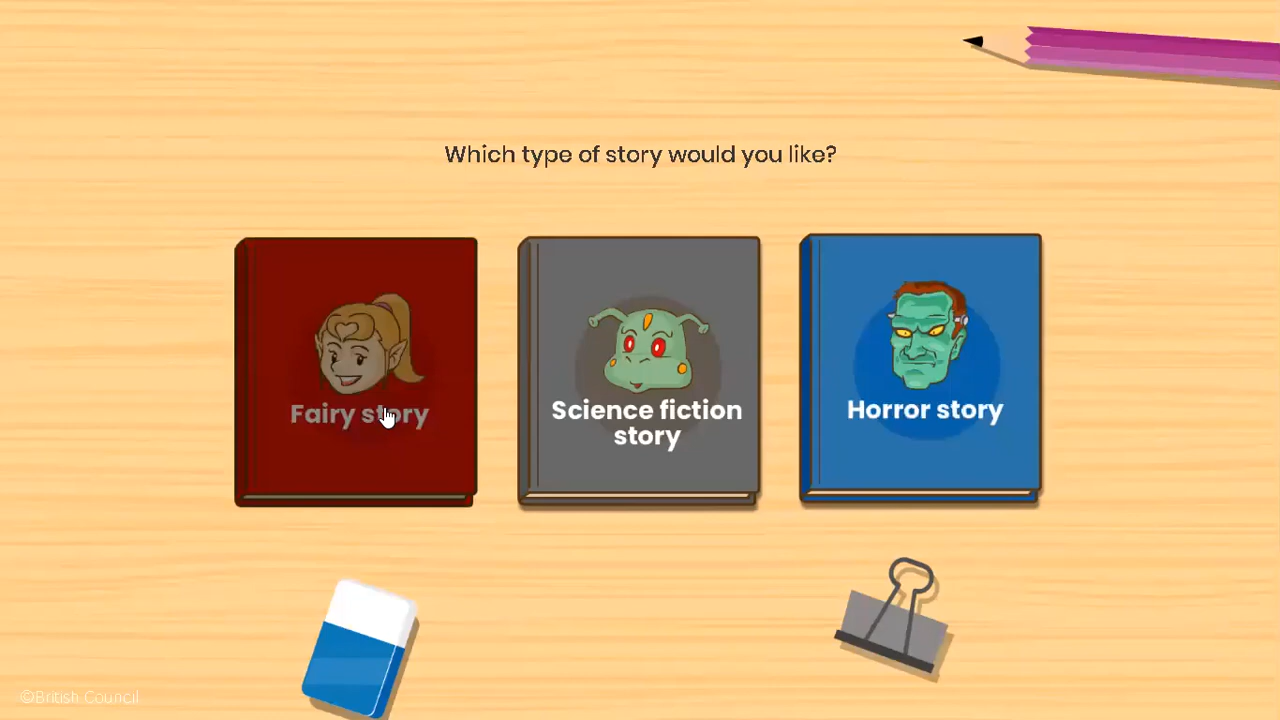 Which type of story would you like?
Fairy story
Science fiction
story
Horror story
©British Council